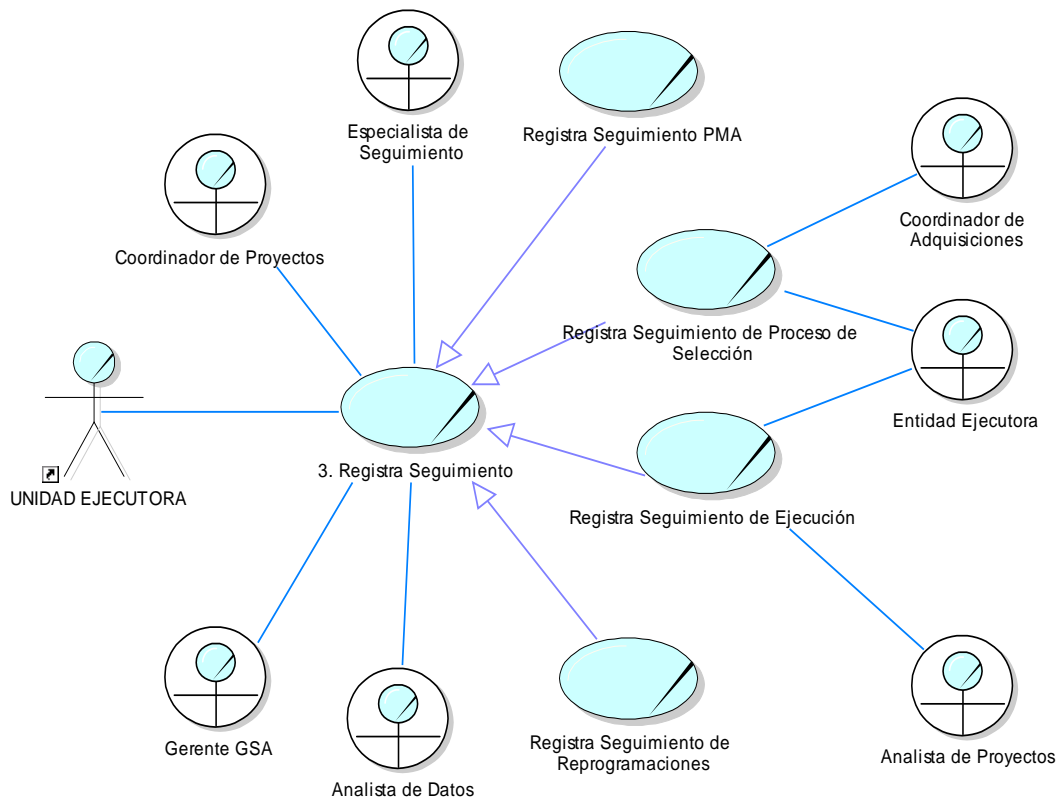 Especialista de
Seguimiento
Registra Seguimiento PMA
Coordinador de
Adquisiciones
Coordinador de Proyectos
Registra Seguimiento de Proceso de
Selección
Entidad Ejecutora
3. Registra Seguimiento
UNIDAD EJECUTORA
Registra Seguimiento de Ejecución
Gerente GSA
Registra Seguimiento de
Reprogramaciones
Analista de Proyectos
Analista de Datos